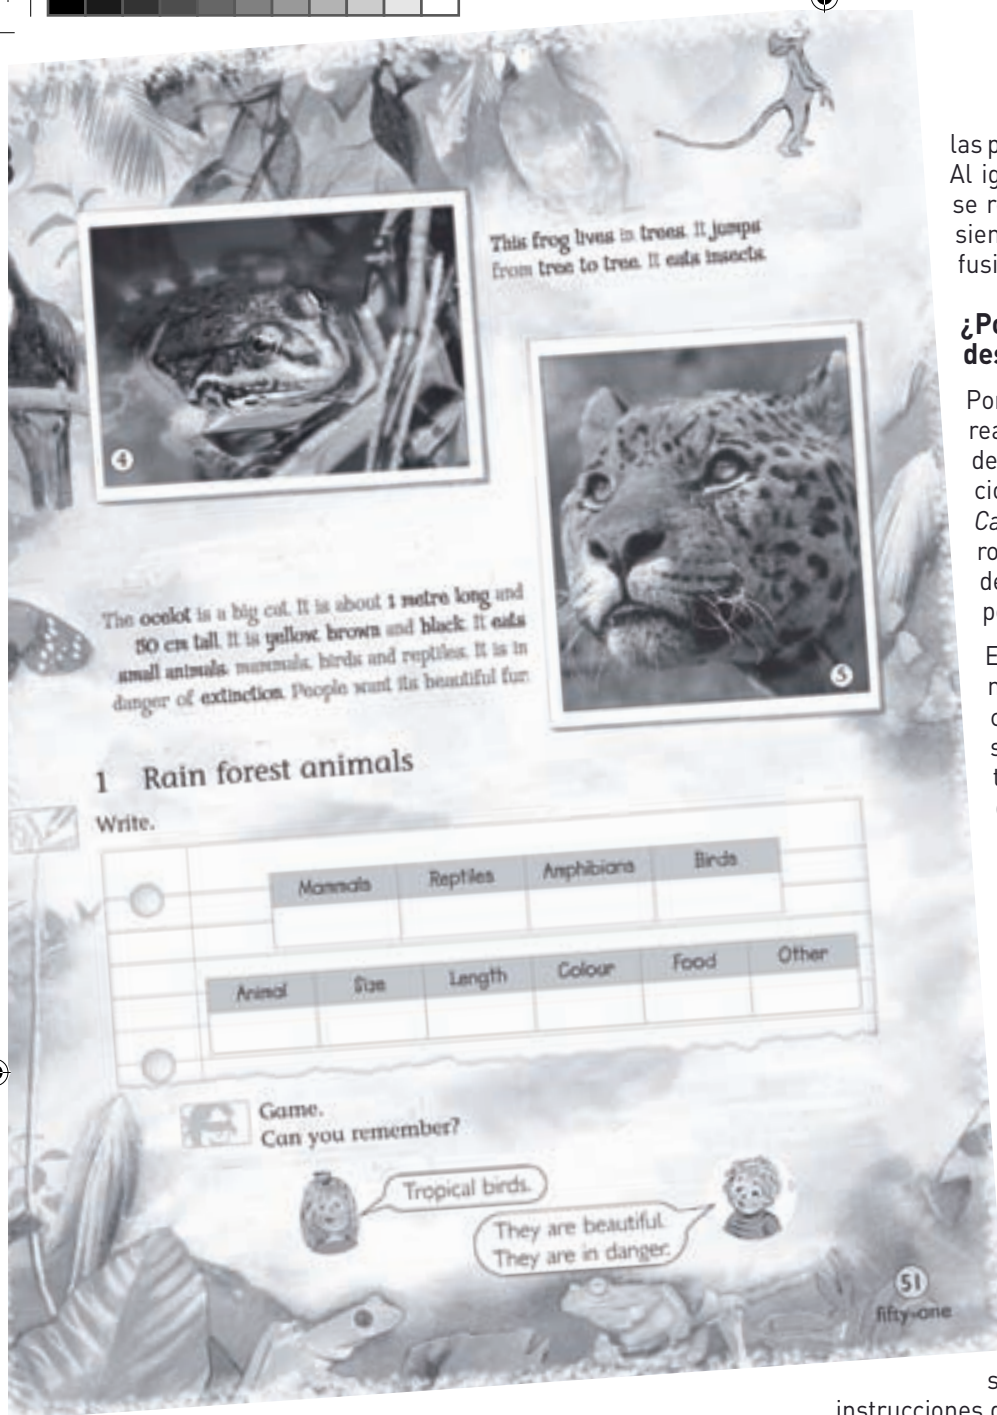 This frog lives in trees. It jumps
from tree to tree. It eats insects.
4
The ocelot is a big cat. It is about 1 metre long and
50 cm tall. It is yellow, brown and black. It eats
small animals, mammals, birds and reptiles. It is in
danger of extinction. People want its beautiful fur.
5
1 Rain forest animals
Write.
Mammals Reptiles Amphibians Birds
Animal Size Length Colour Food Other
Game.
Can you remember?
Tropical birds.
They are beautiful.
They are in danger.
51
fifty-one
las p
Al ig
se r
sien
fusi
¿Po
des
Por
rea
de
cio
Ca
ro
de
p
E
s
t
s
instrucciones